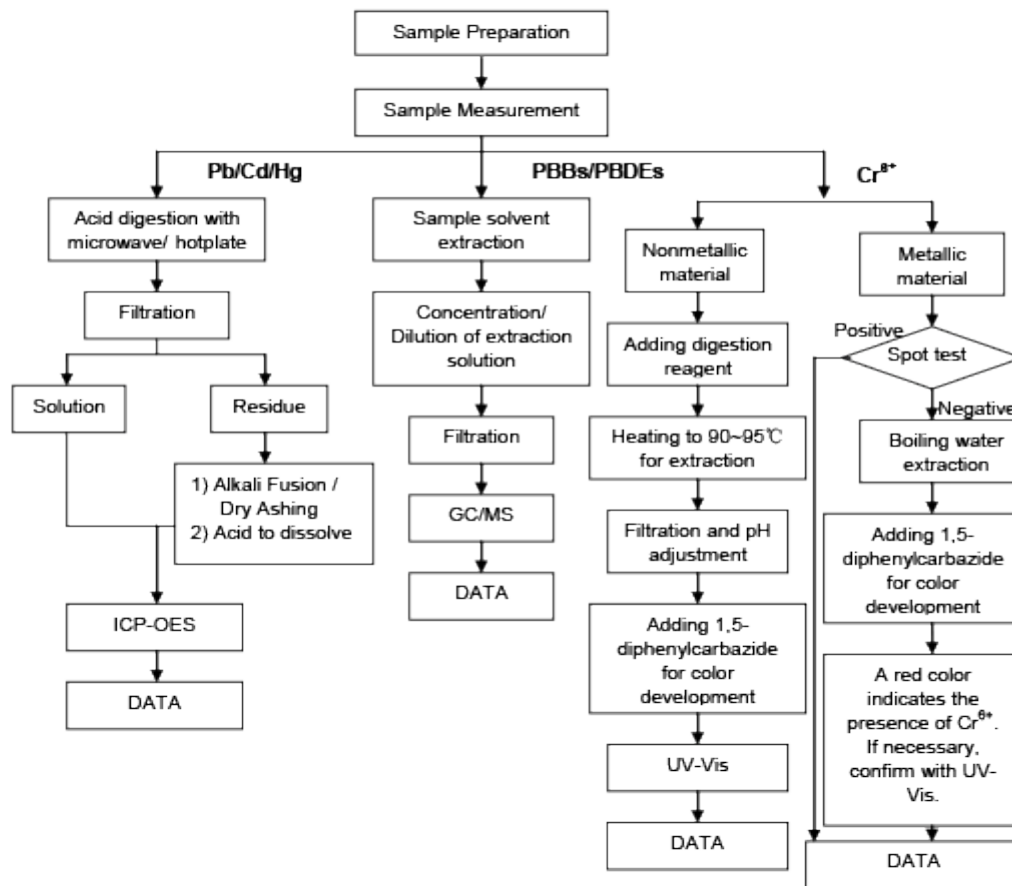 Sample Preparation
Sample Measurement
Pb/Cd/Hg
PBBs/PBDEs
Cr⁶⁺
Acid digestion with
microwave/ hotplate
Filtration
Solution
Residue
1) Alkali Fusion /
Dry Ashing
2) Acid to dissolve
ICP-OES
DATA
Sample solvent
extraction
Concentration/
Dilution of extraction
solution
Filtration
GC/MS
DATA
Nonmetallic
material
Adding digestion
reagent
Heating to 90~95℃
for extraction
Filtration and pH
adjustment
Adding 1,5-
diphenylcarbazide
for color
development
UV-Vis
DATA
Metallic
material
Positive
Spot test
Negative
Boiling water
extraction
Adding 1,5-
diphenylcarbazide
for color
development
A red color
indicates the
presence of Cr⁶⁺.
If necessary,
confirm with UV-
Vis.
DATA